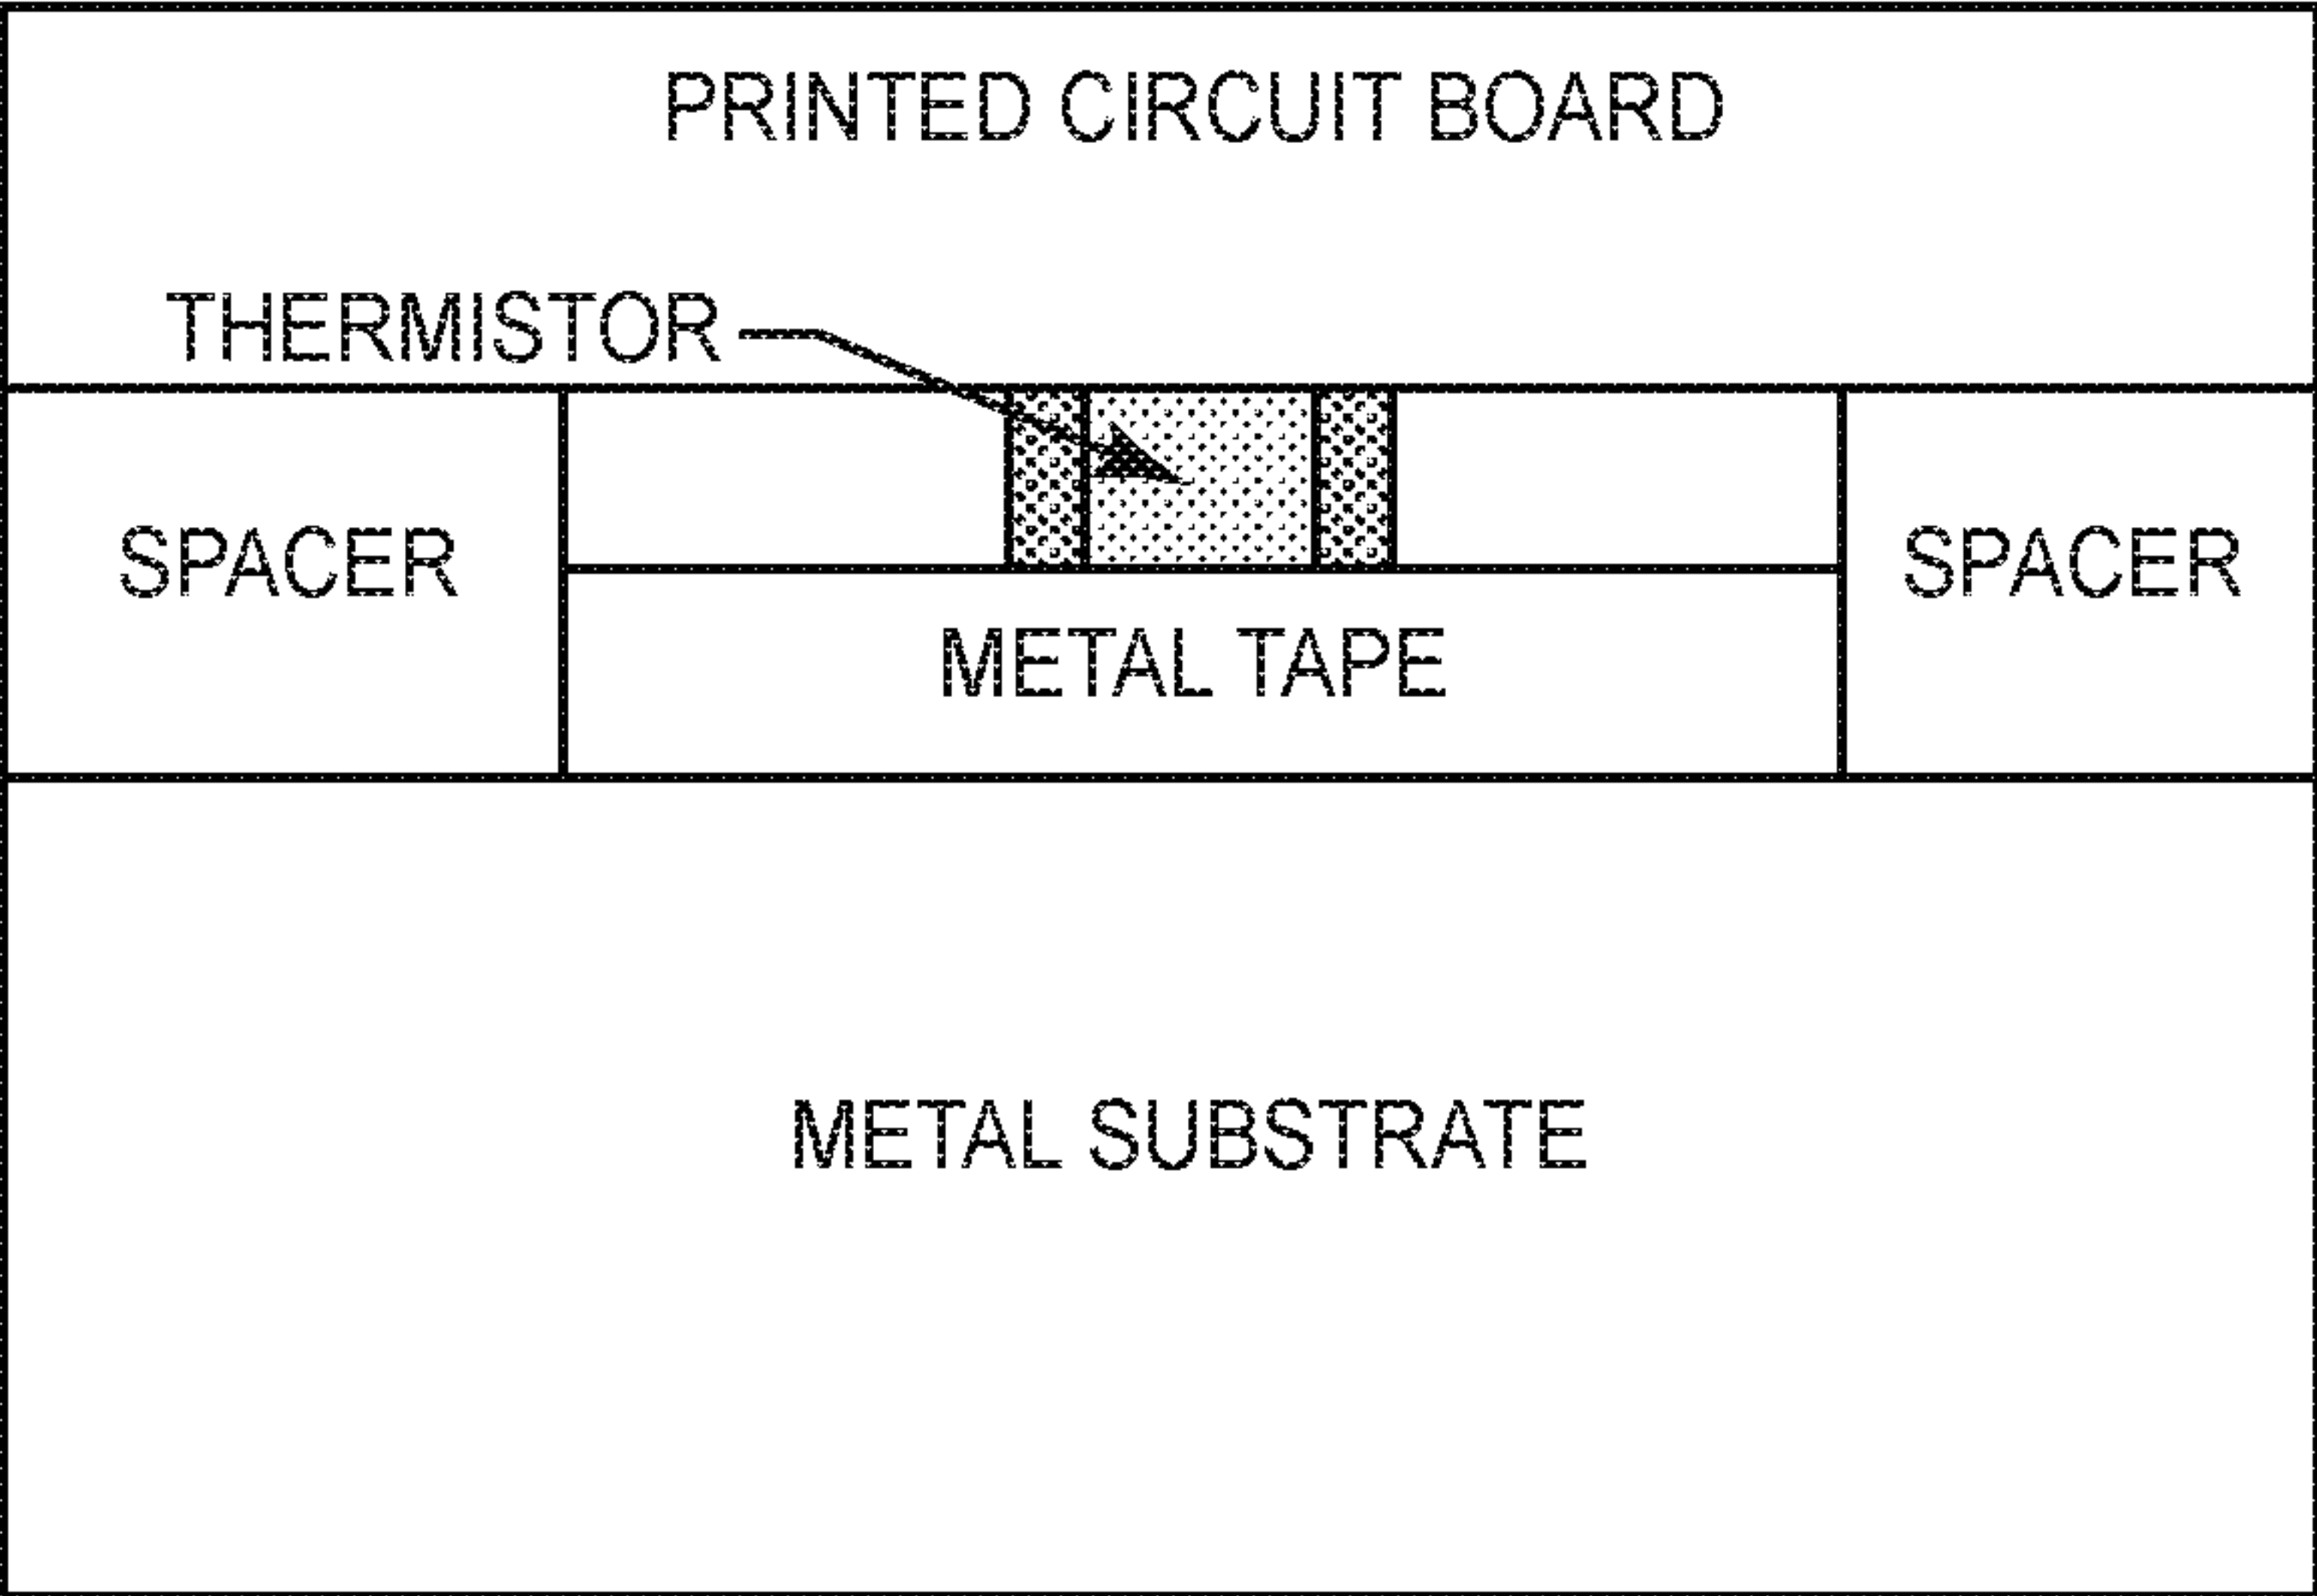 PRINTED CIRCUIT BOARD
THERMISTOR
SPACER
SPACER
METAL TAPE
METAL SUBSTRATE